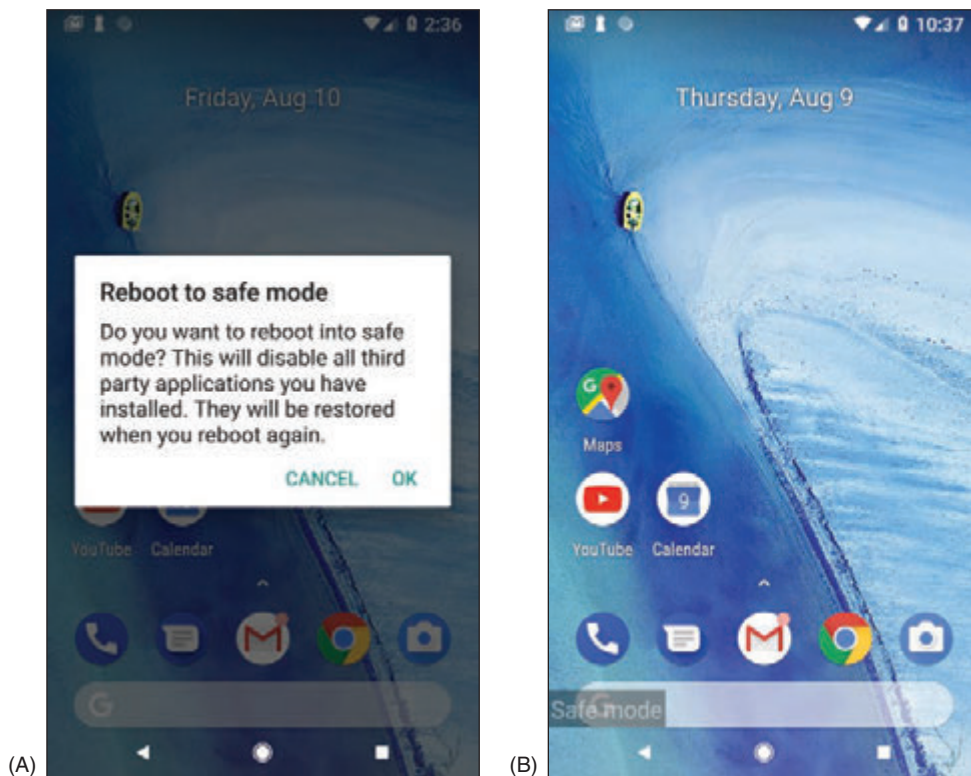 2:36
Friday, Aug 10
Reboot to safe mode
Do you want to reboot into safe
mode? This will disable all third
party applications you have
installed. They will be restored
when you reboot again.
CANCEL OK
YouTube Calendar
G
(A)
10:37
Thursday, Aug 9
G
Maps
9
YouTube Calendar
Safe mode
G
(B)